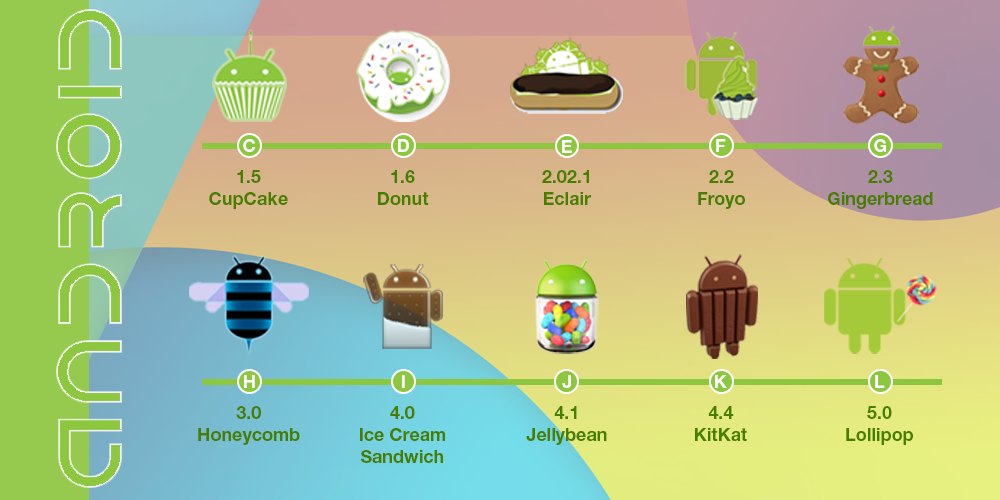 ANDROID
C D E F G
1.5 1.6 2.02.1 2.2 2.3
CupCake Donut Eclair Froyo Gingerbread
H I J K L
3.0 4.0 4.1 4.4 5.0
Honeycomb Ice Cream Jellybean KitKat Lollipop
Sandwich